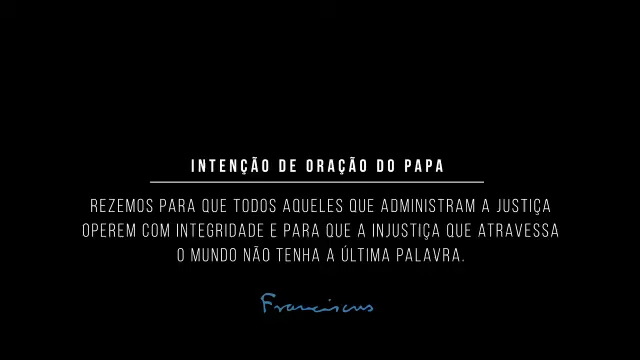 INTENÇÃO DE ORAÇÃO DO PAPA
REZEMOS PARA QUE TODOS AQUELES QUE ADMINISTRAM A JUSTIÇA
OPEREM COM INTEGRIDADE E PARA QUE A INJUSTIÇA QUE ATRAVESSA
O MUNDO NÃO TENHA A ÚLTIMA PALAVRA.
Franciscus